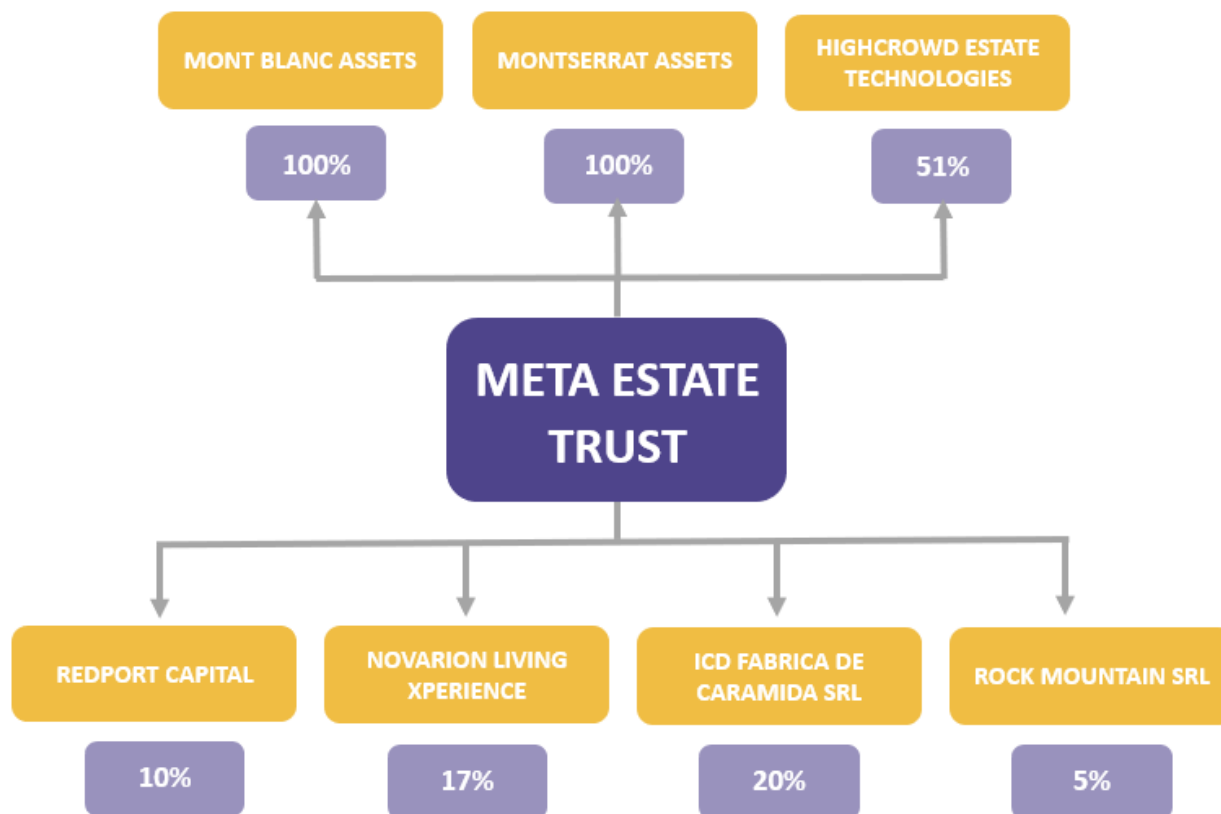 MONT BLANC ASSETS
MONTSERRAT ASSETS
HIGHCROWD ESTATE
TECHNOLOGIES
100%
100%
51%
META ESTATE
TRUST
REDPORT CAPITAL
NOVARION LIVING
XPERIENCE
ICD FABRICA DE
CARAMIDA SRL
ROCK MOUNTAIN SRL
10%
17%
20%
5%